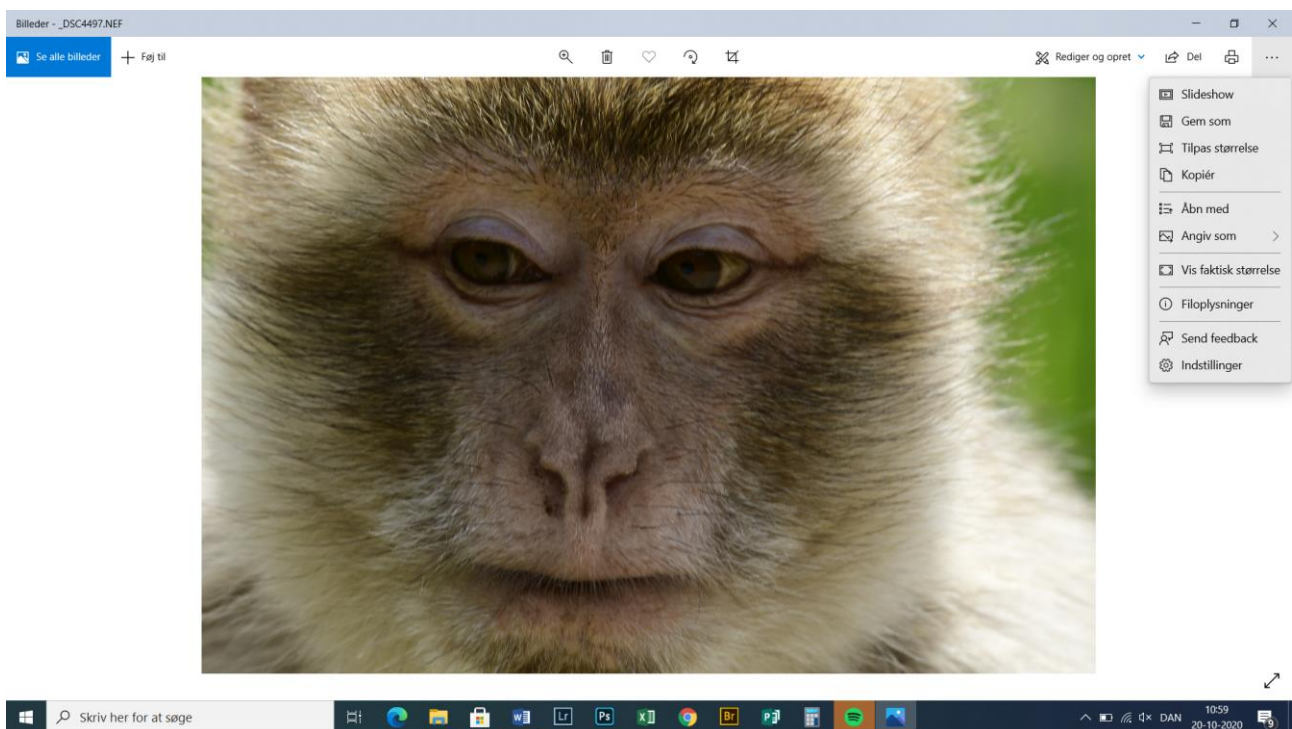 Billeder - _DSC4497.NEF
Se alle billeder
Føj til
Rediger og opret
Del
Slideshow
Gem som
Tilpas størrelse
Kopiér
Åbn med
Angiv som
Vis faktisk størrelse
Filoplysninger
Send feedback
Indstillinger
Skriv her for at søge
Lr
Ps
Br
DAN
10:59
20-10-2020
9